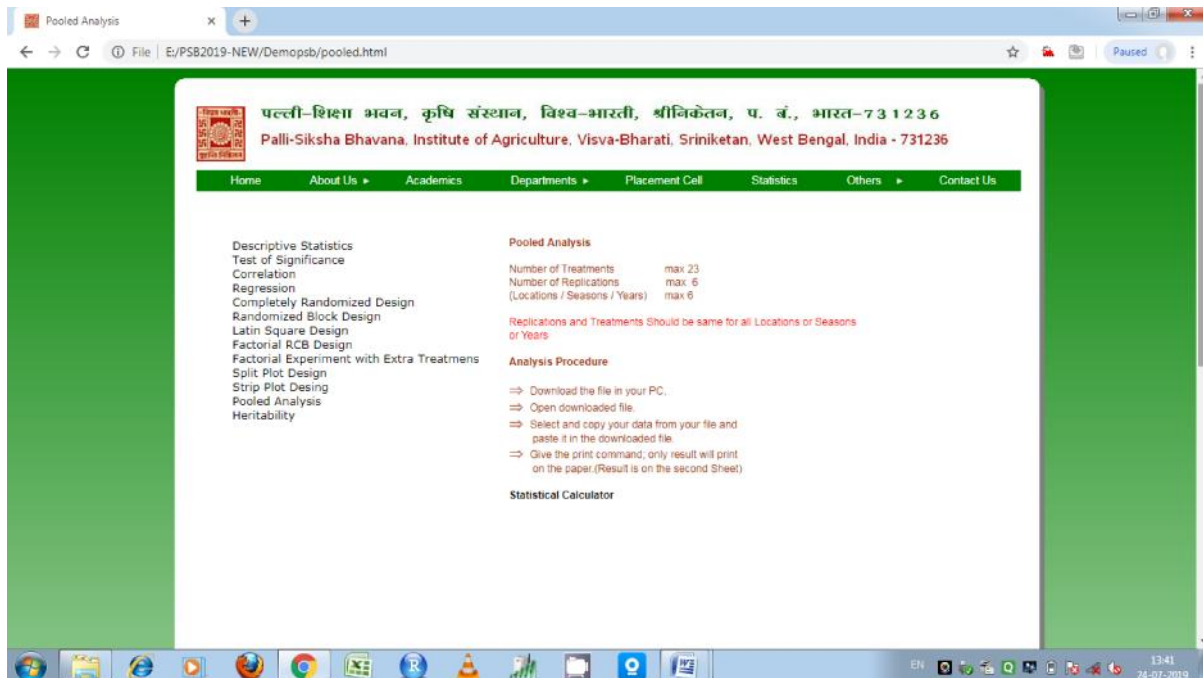 Pooled Analysis
File | E:/PSB2019-NEW/Demopsb/pooled.html
Paused
पल्ली-शिक्षा भवन, कृषि संस्थान, विश्व-भारती, श्रीनिकेतन, प. बं., भारत-731236
Palli-Siksha Bhavana, Institute of Agriculture, Visva-Bharati, Sriniketan, West Bengal, India - 731236
Home About Us ▸ Academics Departments ▸ Placement Cell Statistics Others ▸ Contact Us
Descriptive Statistics
Test of Significance
Correlation
Regression
Completely Randomized Design
Randomized Block Design
Latin Square Design
Factorial RCB Design
Factorial Experiment with Extra Treatmens
Split Plot Design
Strip Plot Desing
Pooled Analysis
Heritability
Pooled Analysis
Number of Treatments max 23
Number of Replications max 6
(Locations / Seasons / Years) max 6
Replications and Treatments Should be same for all Locations or Seasons
or Years
Analysis Procedure
⇒ Download the file in your PC.
⇒ Open downloaded file.
⇒ Select and copy your data from your file and
paste it in the downloaded file.
⇒ Give the print command; only result will print
on the paper.(Result is on the second Sheet)
Statistical Calculator
EN
13:41
24-07-2019